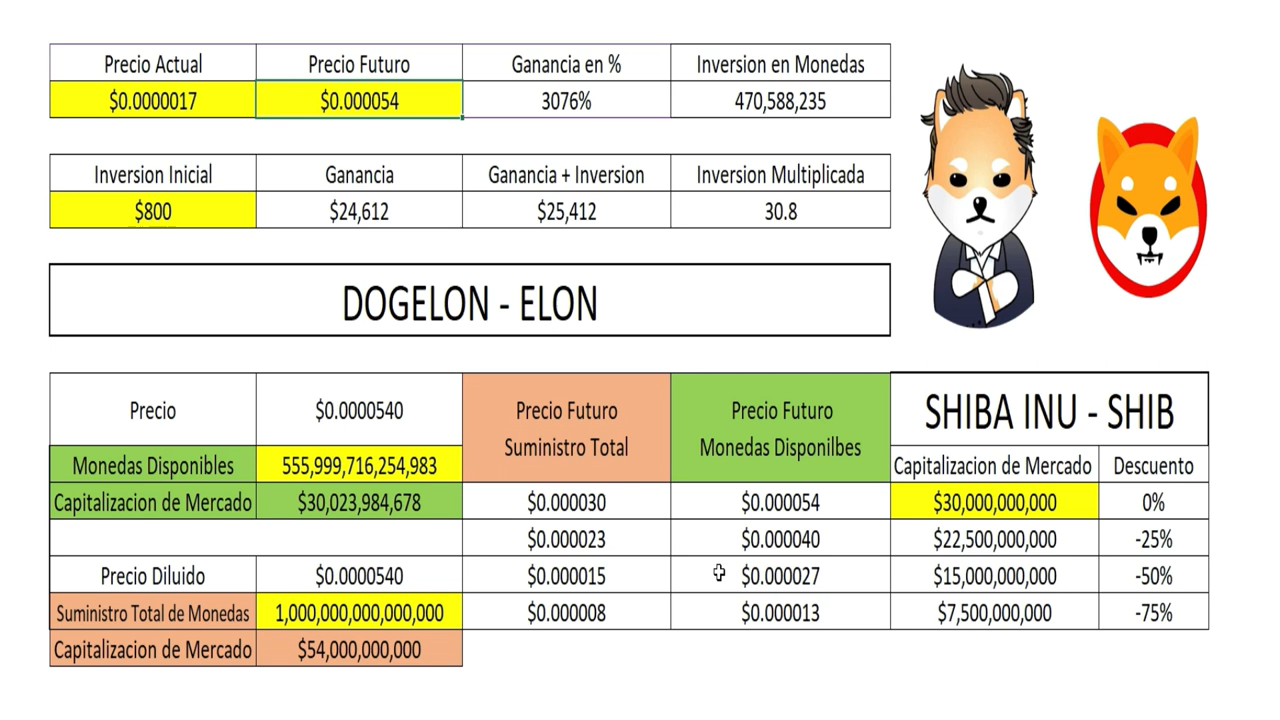 Precio Actual Precio Futuro Ganancia en % Inversion en Monedas
$0.0000017 $0.000054 3076% 470,588,235
Inversion Inicial Ganancia Ganancia + Inversion Inversion Multiplicada
$800 $24,612 $25,412 30.8
DOGELON - ELON
Precio $0.0000540 Precio Futuro Precio Futuro SHIBA INU - SHIB
Suministro Total Monedas Disponilbes
Monedas Disponibles 555,999,716,254,983 Capitalizacion de Mercado Descuento
Capitalizacion de Mercado $30,023,984,678 $0.000030 $0.000054 $30,000,000,000 0%
$0.000023 $0.000040 $22,500,000,000 -25%
Precio Diluido $0.0000540 $0.000015 $0.000027 $15,000,000,000 -50%
Suministro Total de Monedas 1,000,000,000,000,000 $0.000008 $0.000013 $7,500,000,000 -75%
Capitalizacion de Mercado $54,000,000,000